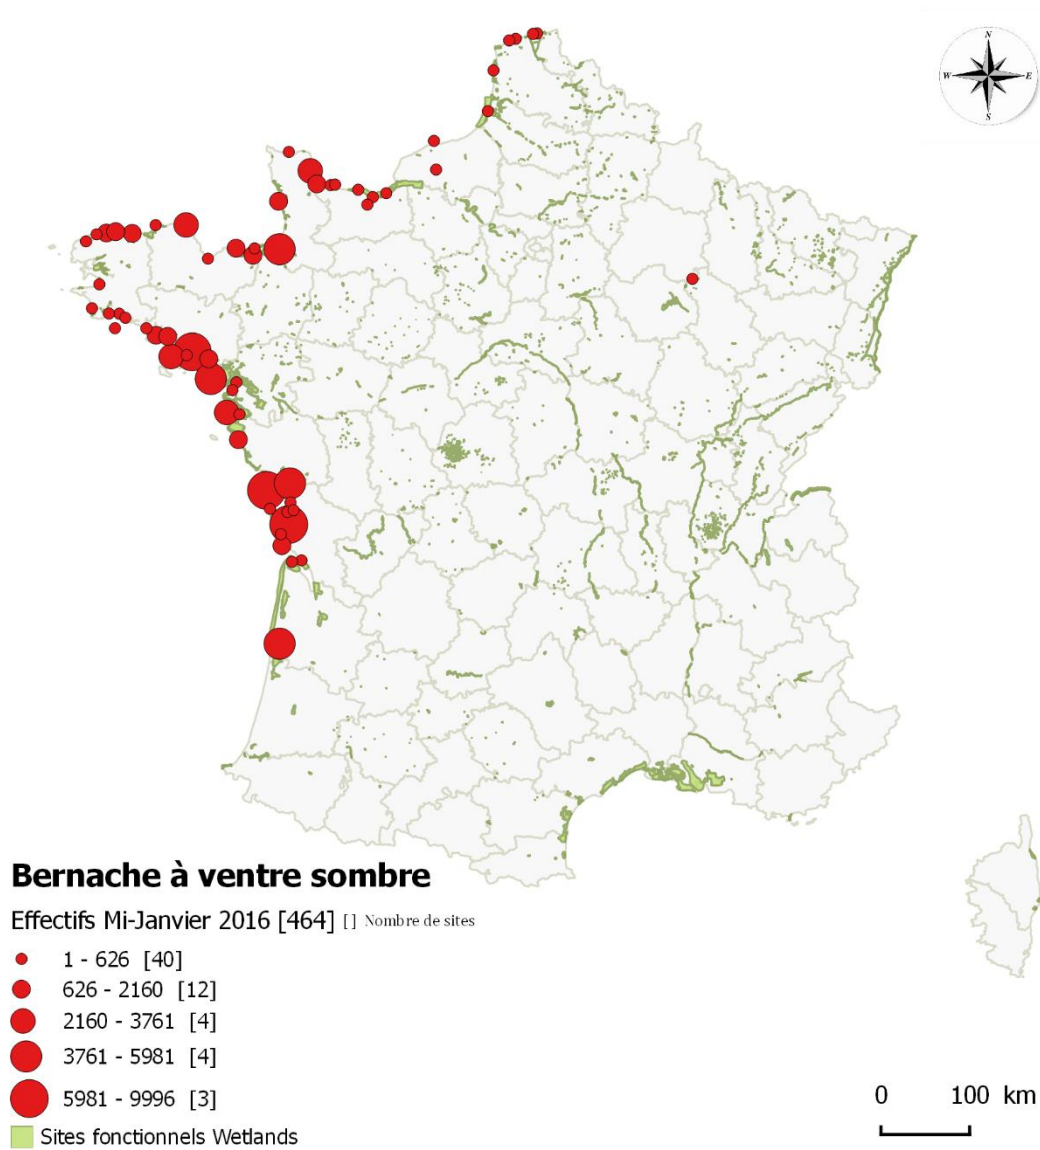 N
W E
S
Bernache à ventre sombre
Effectifs Mi-Janvier 2016 [464] [] Nombre de sites
1 - 626 [40]
626 - 2160 [12]
2160 - 3761 [4]
3761 - 5981 [4]
5981 - 9996 [3]
Sites fonctionnels Wetlands
0 100 km